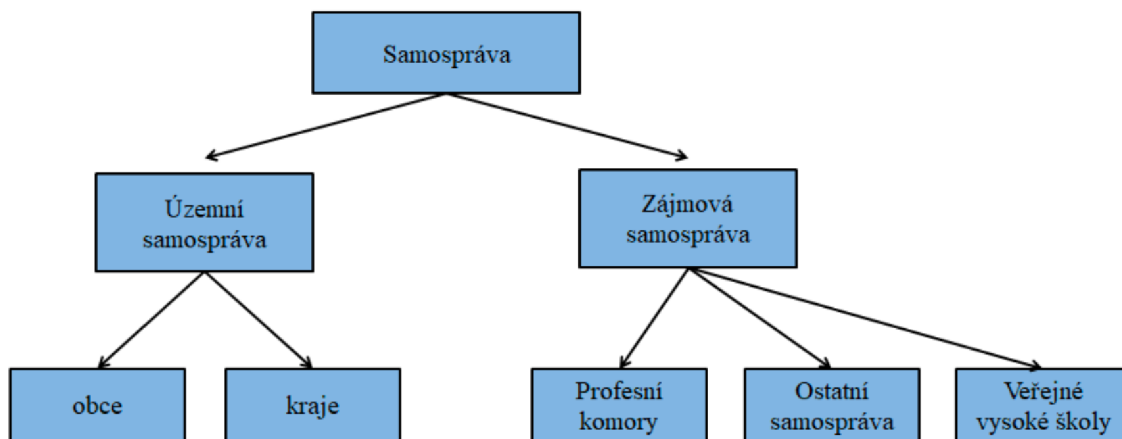 Samospráva
Územní
samospráva
Zájmová
samospráva
obce
kraje
Profesní
komory
Ostatní
samospráva
Veřejné
vysoké školy